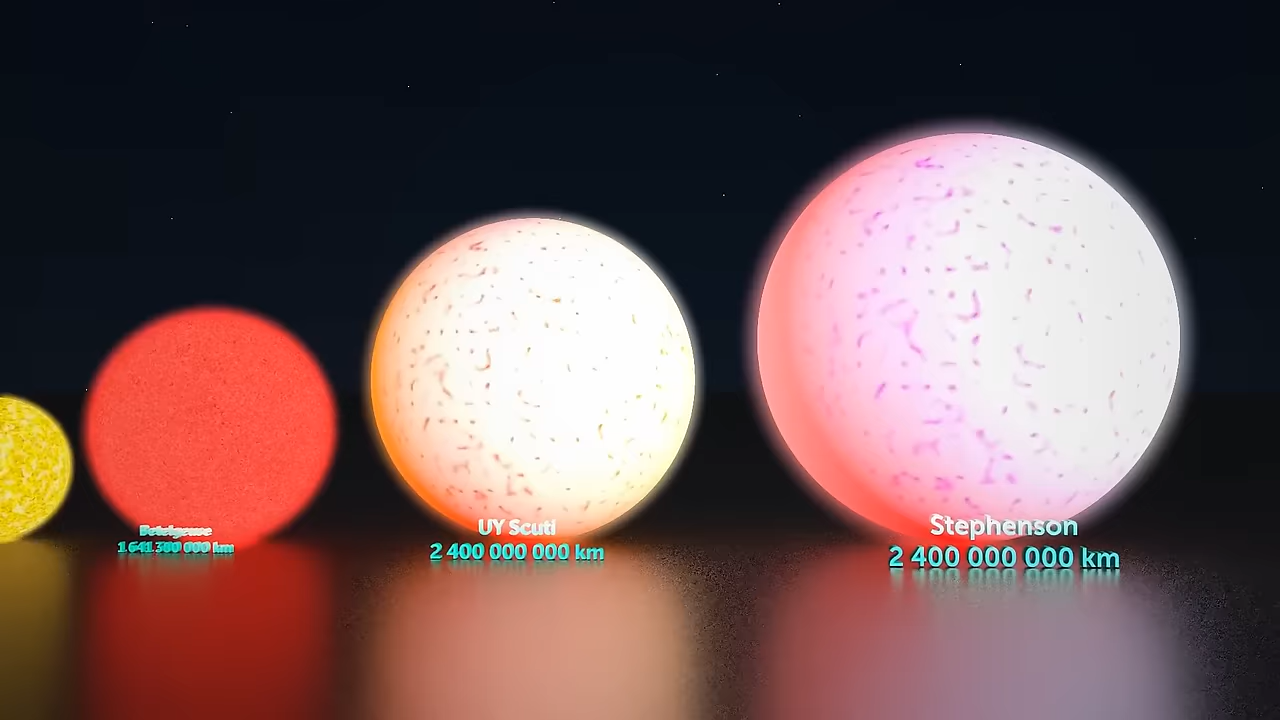 Betelgeuse
1 641 300 000 km
UY Scuti
2 400 000 000 km
Stephenson
2 400 000 000 km